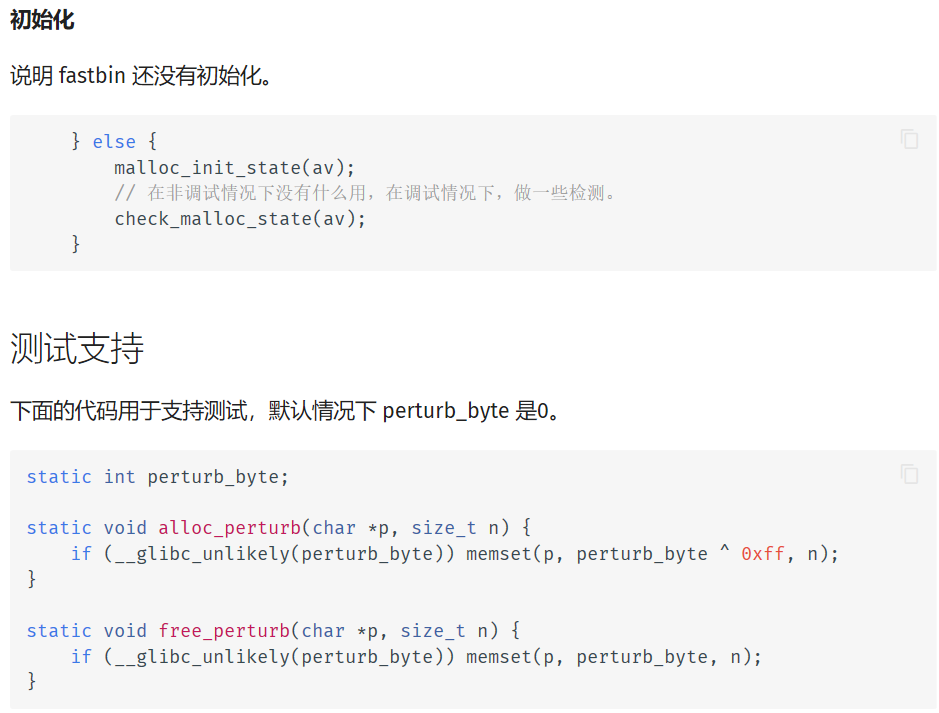 初始化
说明 fastbin 还没有初始化。
    } else {
        malloc_init_state(av);
        // 在非调试情况下没有什么用，在调试情况下，做一些检测。
        check_malloc_state(av);
    }
测试支持
下面的代码用于支持测试，默认情况下 perturb_byte 是0。
static int perturb_byte;
static void alloc_perturb(char *p, size_t n) {
    if (__glibc_unlikely(perturb_byte)) memset(p, perturb_byte ^ 0xff, n);
}
static void free_perturb(char *p, size_t n) {
    if (__glibc_unlikely(perturb_byte)) memset(p, perturb_byte, n);
}